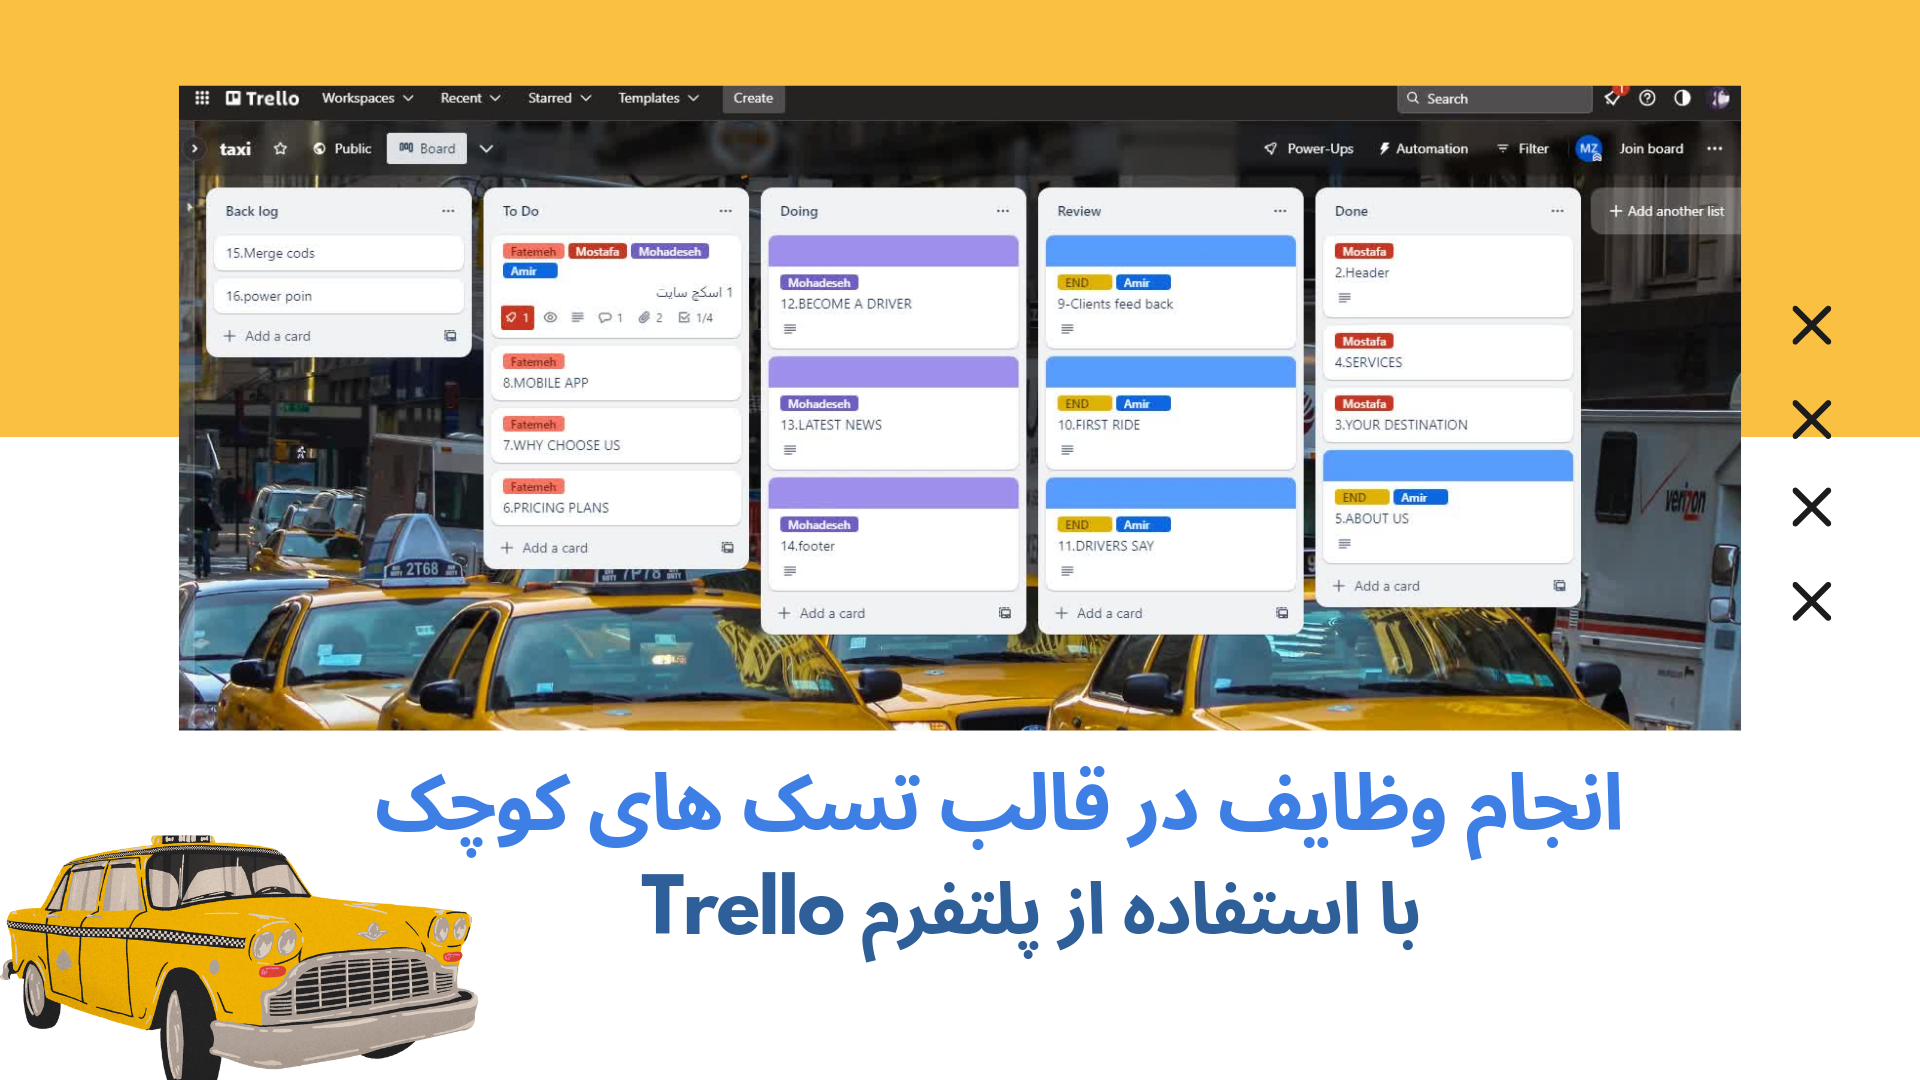 Trello Workspaces Recent Starred Templates Create Search 1
taxi Public Board Power-Ups Automation Filter MZ Join board
Back log
15.Merge cods
16.power poin
Add a card
To Do
Fatemeh Mostafa Mohadeseh
Amir
1 اسکچ سایت
1 1 2 1/4
Fatemeh
8.MOBILE APP
Fatemeh
7.WHY CHOOSE US
Fatemeh
6.PRICING PLANS
Add a card
Doing
Mohadeseh
12.BECOME A DRIVER
Mohadeseh
13.LATEST NEWS
Mohadeseh
14.footer
Add a card
Review
END Amir
9-Clients feed back
END Amir
10.FIRST RIDE
END Amir
11.DRIVERS SAY
Add a card
Done
Mostafa
2.Header
Mostafa
4.SERVICES
Mostafa
3.YOUR DESTINATION
END Amir
5.ABOUT US
Add a card
Add another list
verizon
2T68
7P78
انجام وظایف در قالب تسک های کوچک
با استفاده از پلتفرم Trello